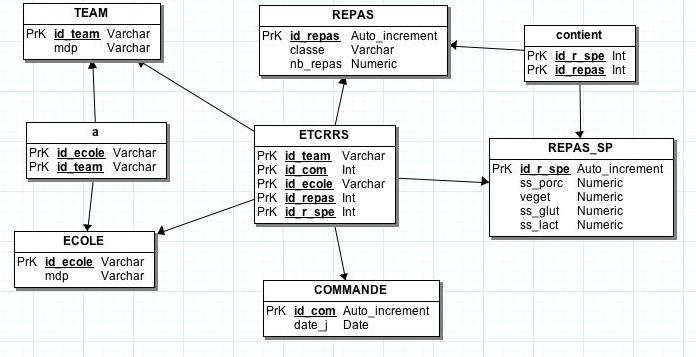 TEAM
PrK id_team Varchar
mdp Varchar
REPAS
PrK id_repas Auto_increment
classe Varchar
nb_repas Numeric
contient
PrK id_r_spe Int
PrK id_repas Int
a
PrK id_ecole Varchar
PrK id_team Varchar
ETCRRS
PrK id_team Varchar
PrK id_com Int
PrK id_ecole Varchar
PrK id_repas Int
PrK id_r_spe Int
REPAS_SP
PrK id_r_spe Auto_increment
ss_porc Numeric
veget Numeric
ss_glut Numeric
ss_lact Numeric
ECOLE
PrK id_ecole Varchar
mdp Varchar
COMMANDE
PrK id_com Auto_increment
date_j Date